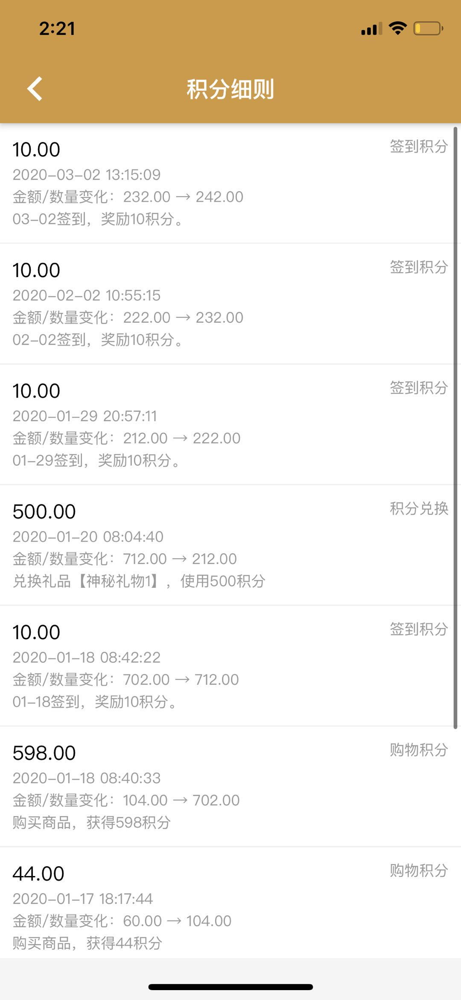 2:21
积分细则
10.00
签到积分
2020-03-02 13:15:09
金额/数量变化：232.00 → 242.00
03-02签到，奖励10积分。
10.00
签到积分
2020-02-02 10:55:15
金额/数量变化：222.00 → 232.00
02-02签到，奖励10积分。
10.00
签到积分
2020-01-29 20:57:11
金额/数量变化：212.00 → 222.00
01-29签到，奖励10积分。
500.00
积分兑换
2020-01-20 08:04:40
金额/数量变化：712.00 → 212.00
兑换礼品【神秘礼物1】，使用500积分
10.00
签到积分
2020-01-18 08:42:22
金额/数量变化：702.00 → 712.00
01-18签到，奖励10积分。
598.00
购物积分
2020-01-18 08:40:33
金额/数量变化：104.00 → 702.00
购买商品，获得598积分
44.00
购物积分
2020-01-17 18:17:44
金额/数量变化：60.00 → 104.00
购买商品，获得44积分